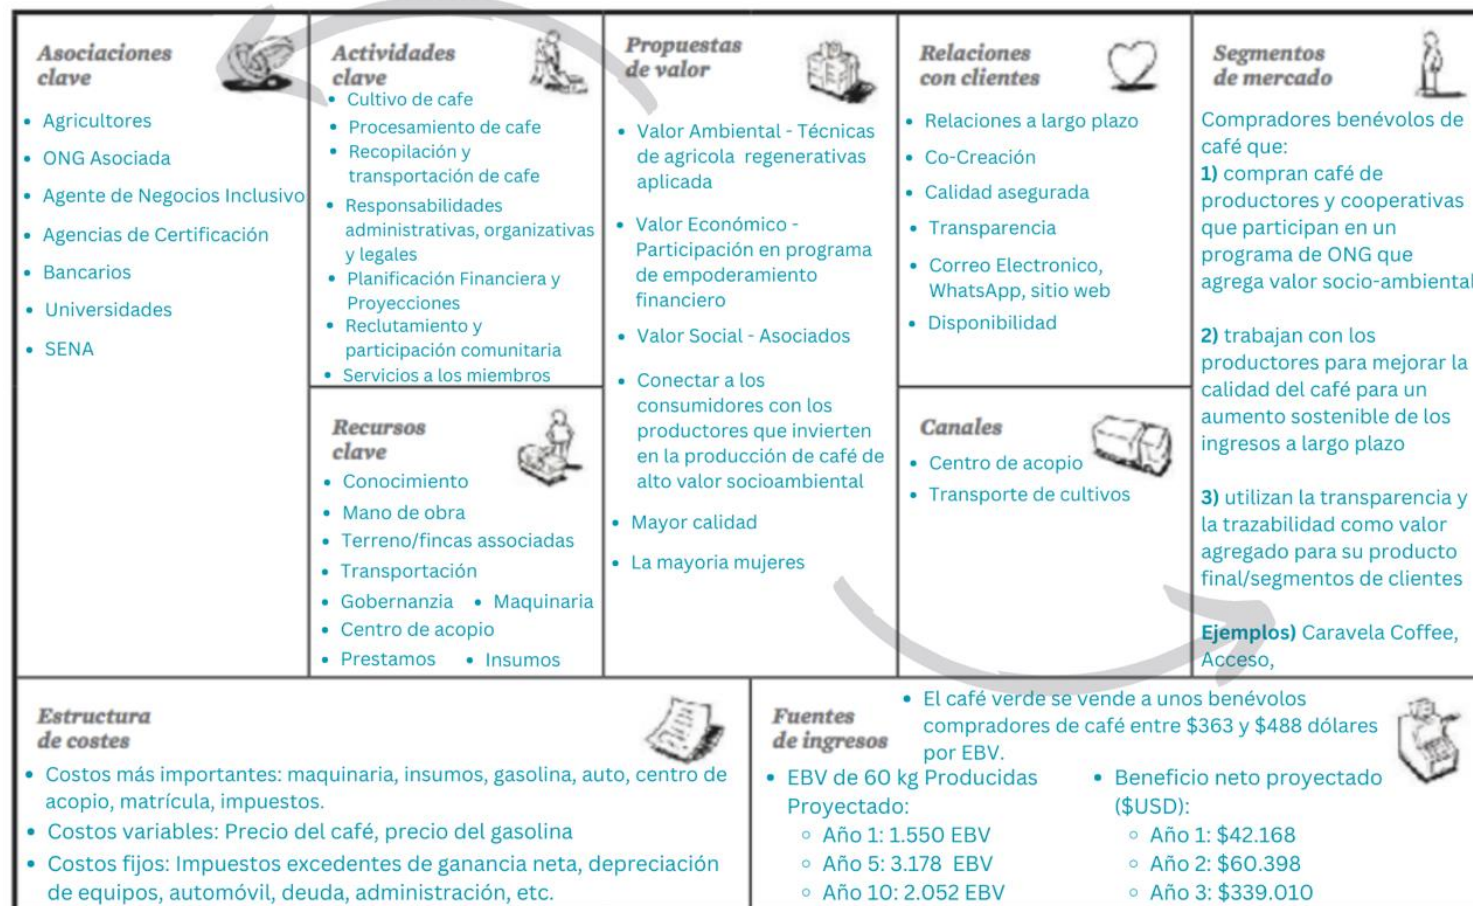 Asociaciones
clave
• Agricultores
• ONG Asociada
• Agente de Negocios Inclusivo
• Agencias de Certificación
• Bancarios
• Universidades
• SENA
Actividades
clave
• Cultivo de cafe
• Procesamiento de cafe
• Recopilación y
transportación de cafe
• Responsabilidades
administrativas, organizativas
y legales
• Planificación Financiera y
Proyecciones
• Reclutamiento y
participación comunitaria
• Servicios a los miembros
Recursos
clave
• Conocimiento
• Mano de obra
• Terreno/fincas associadas
• Transportación
• Gobernanzia • Maquinaria
• Centro de acopio
• Prestamos • Insumos
Propuestas
de valor
• Valor Ambiental - Técnicas
de agricola regenerativas
aplicada
• Valor Económico -
Participación en programa
de empoderamiento
financiero
• Valor Social - Asociados
• Conectar a los
consumidores con los
productores que invierten
en la producción de café de
alto valor socioambiental
• Mayor calidad
• La mayoria mujeres
Relaciones
con clientes
• Relaciones a largo plazo
• Co-Creación
• Calidad asegurada
• Transparencia
• Correo Electronico,
WhatsApp, sitio web
• Disponibilidad
Canales
• Centro de acopio
• Transporte de cultivos
Segmentos
de mercado
Compradores benévolos de
café que:
1) compran café de
productores y cooperativas
que participan en un
programa de ONG que
agrega valor socio-ambiental
2) trabajan con los
productores para mejorar la
calidad del café para un
aumento sostenible de los
ingresos a largo plazo
3) utilizan la transparencia y
la trazabilidad como valor
agregado para su producto
final/segmentos de clientes
Ejemplos) Caravela Coffee,
Acceso,
Estructura
de costes
• Costos más importantes: maquinaria, insumos, gasolina, auto, centro de
acopio, matrícula, impuestos.
• Costos variables: Precio del café, precio del gasolina
• Costos fijos: Impuestos excedentes de ganancia neta, depreciación
de equipos, automóvil, deuda, administración, etc.
Fuentes
de ingresos
• El café verde se vende a unos benévolos
compradores de café entre $363 y $488 dólares
por EBV.
• EBV de 60 kg Producidas
Proyectado:
◦ Año 1: 1.550 EBV
◦ Año 5: 3.178 EBV
◦ Año 10: 2.052 EBV
• Beneficio neto proyectado
($USD):
◦ Año 1: $42.168
◦ Año 2: $60.398
◦ Año 3: $339.010